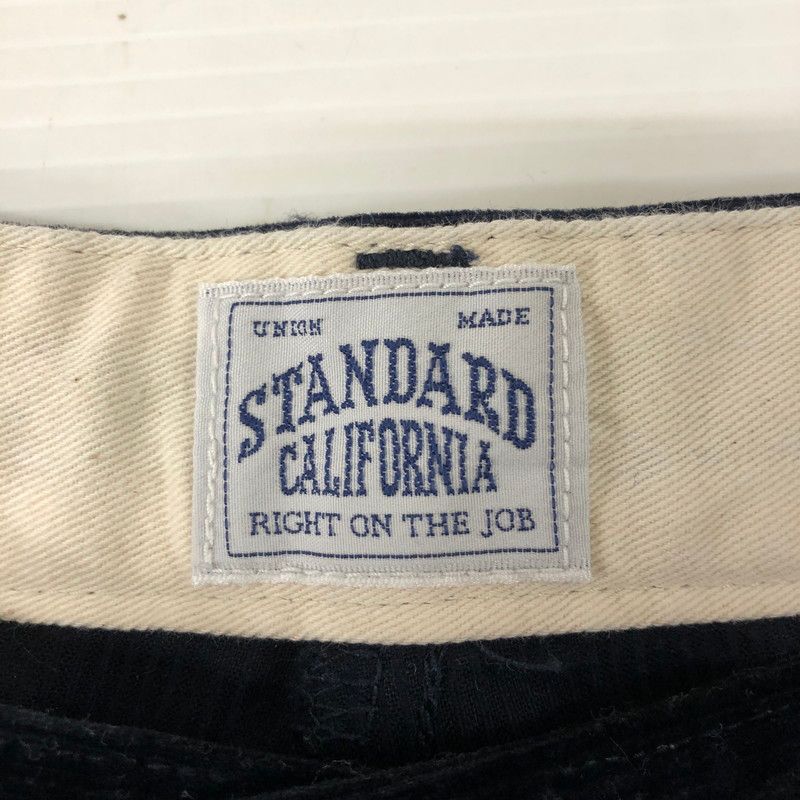 UNION MADE
STANDARD
CALIFORNIA
RIGHT ON THE JOB